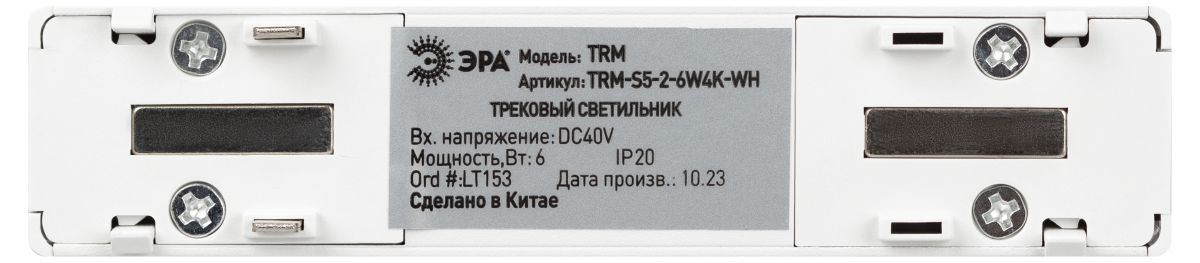 ЭРА® Модель: TRM
Артикул: TRM-S5-2-6W4K-WH
ТРЕКОВЫЙ СВЕТИЛЬНИК
Вх. напряжение: DC40V
Мощность,Вт: 6 IP20
Ord #:LT153 Дата произв.: 10.23
Сделано в Китае